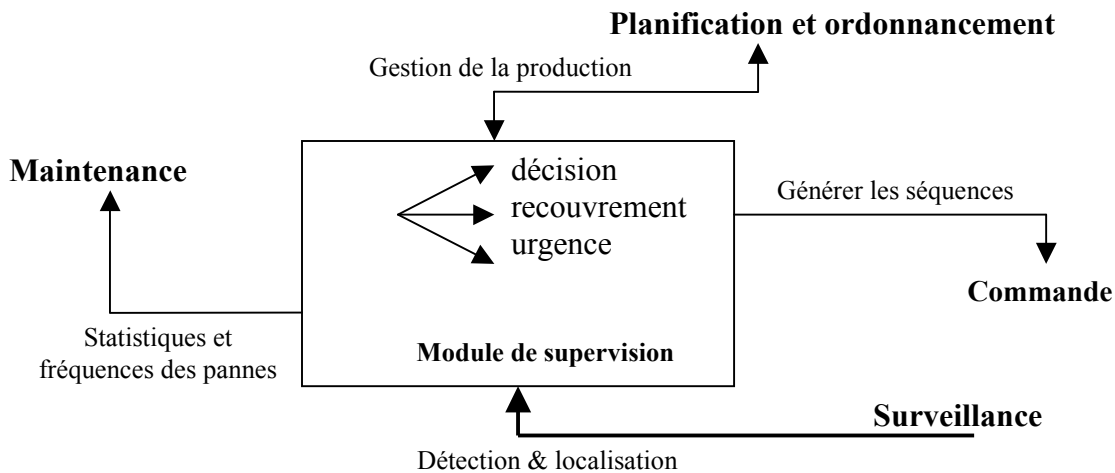 Planification et ordonnancement
Gestion de la production
Maintenance
décision
recouvrement
urgence
Générer les séquences
Commande
Statistiques et
fréquences des pannes
Module de supervision
Surveillance
Détection & localisation